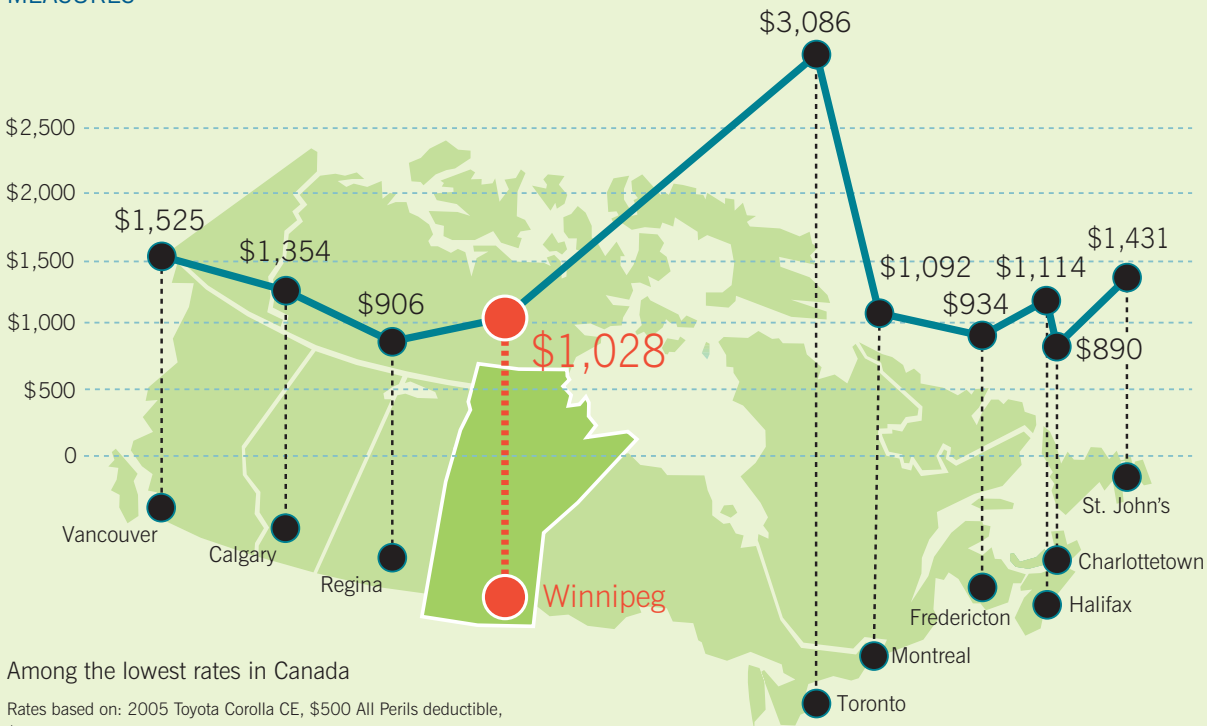 MEASURES
$3,086
$2,500
$2,000
$1,525
$1,431
$1,354
$1,500
$1,092
$1,114
$906
$934
$1,000
$1,028
$890
$500
0
St. John's
Vancouver
Calgary
Charlottetown
Regina
Winnipeg
Halifax
Fredericton
Montreal
Among the lowest rates in Canada
Toronto
Rates based on: 2005 Toyota Corolla CE, $500 All Perils deductible,